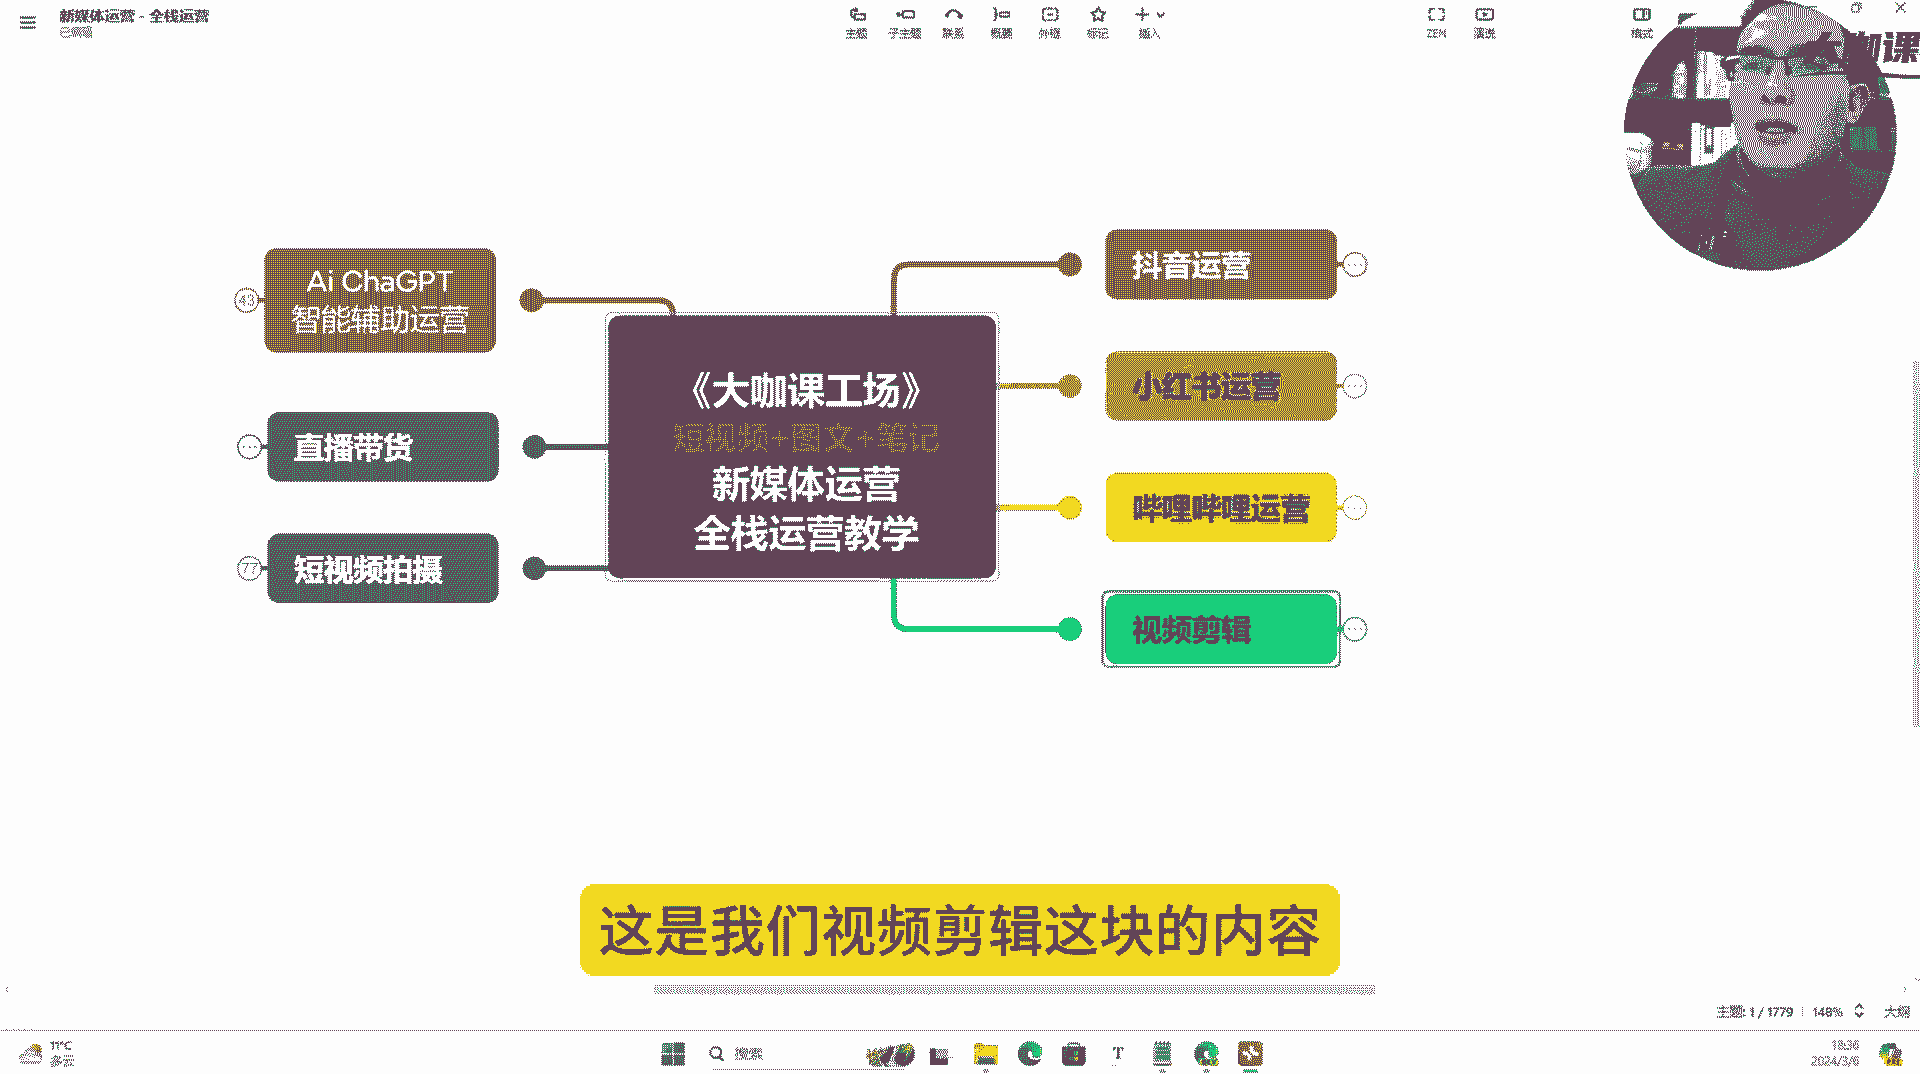 新媒体运营 - 全栈运营
已编辑
主题
子主题
联系
概要
外框
标记
插入
ZEN
演说
格式
咖课
Ai ChaGPT
智能辅助运营
43
直播带货
短视频拍摄
77
《大咖课工场》
短视频+图文+笔记
新媒体运营
全栈运营教学
抖音运营
小红书运营
哔哩哔哩运营
视频剪辑
这是我们视频剪辑这块的内容
主题: 1 / 1779
148%
大纲
11°C
多云
搜索
18:36
2024/3/6